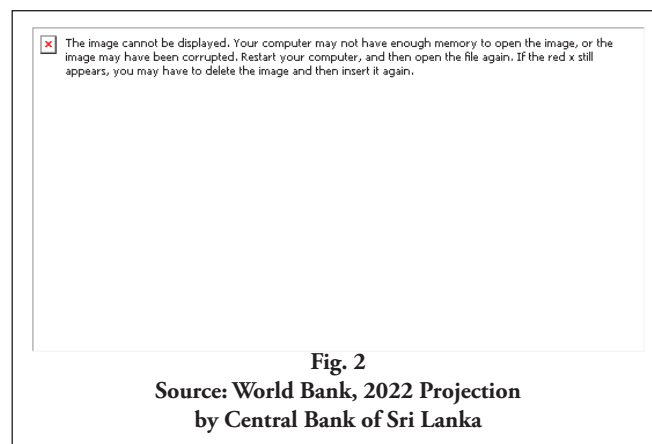 The image cannot be displayed. Your computer may not have enough memory to open the image, or the
image may have been corrupted. Restart your computer, and then open the file again. If the red x still
appears, you may have to delete the image and then insert it again.
Fig. 2
Source: World Bank, 2022 Projection
by Central Bank of Sri Lanka